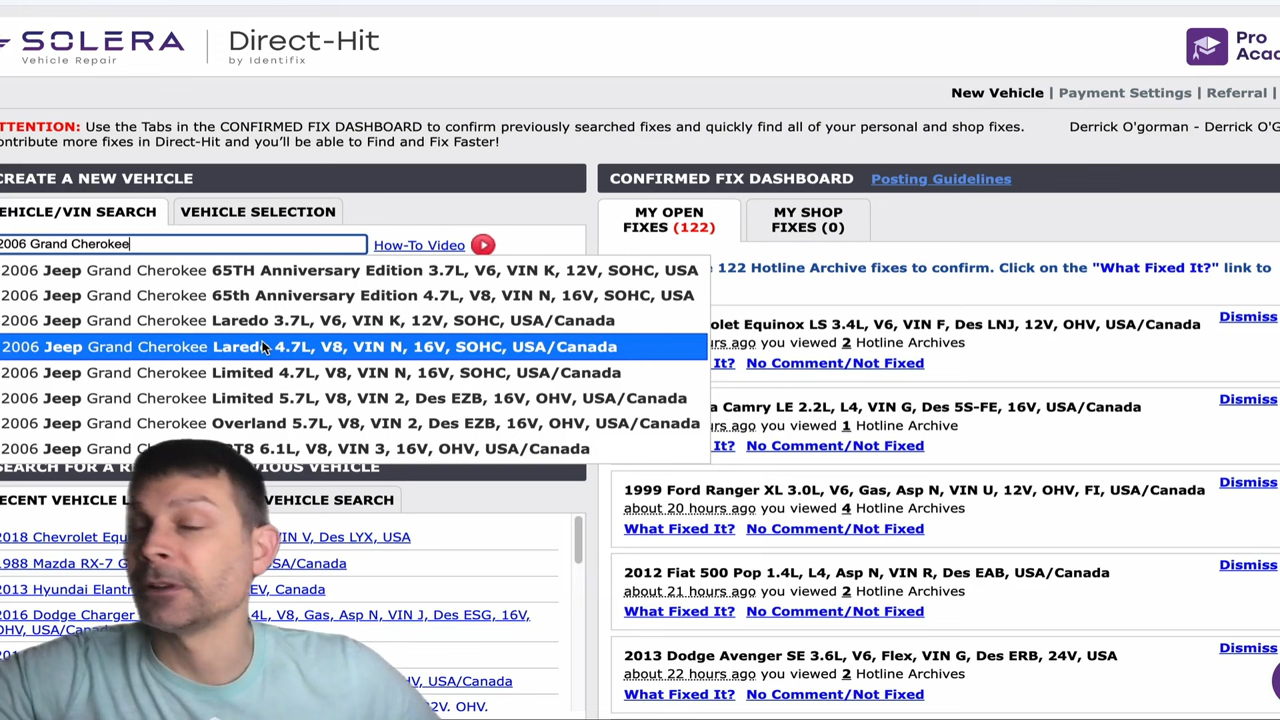 SOLERA
Vehicle Repair
Direct-Hit
by Identifix
Pro
Aca
New Vehicle | Payment Settings | Referral |
TTENTION: Use the Tabs in the CONFIRMED FIX DASHBOARD to confirm previously searched fixes and quickly find all of your personal and shop fixes.
ontribute more fixes in Direct-Hit and you'll be able to Find and Fix Faster!
Derrick O'gorman - Derrick O'G
CREATE A NEW VEHICLE
EHICLE/VIN SEARCH
VEHICLE SELECTION
2006 Grand Cherokee
How-To Video
2006 Jeep Grand Cherokee 65TH Anniversary Edition 3.7L, V6, VIN K, 12V, SOHC, USA
2006 Jeep Grand Cherokee 65th Anniversary Edition 4.7L, V8, VIN N, 16V, SOHC, USA
2006 Jeep Grand Cherokee Laredo 3.7L, V6, VIN K, 12V, SOHC, USA/Canada
2006 Jeep Grand Cherokee Laredo 4.7L, V8, VIN N, 16V, SOHC, USA/Canada
2006 Jeep Grand Cherokee Limited 4.7L, V8, VIN N, 16V, SOHC, USA/Canada
2006 Jeep Grand Cherokee Limited 5.7L, V8, VIN 2, Des EZB, 16V, OHV, USA/Canada
2006 Jeep Grand Cherokee Overland 5.7L, V8, VIN 2, Des EZB, 16V, OHV, USA/Canada
T8 6.1L, V8, VIN 3, 16V, OHV, USA/Canada
SEARCH FOR A R VIOUS VEHICLE
ECENT VEHICLE L
VEHICLE SEARCH
2018 Chevrolet Equ VIN V, Des LYX, USA
1988 Mazda RX-7 G SA/Canada
2013 Hyundai Elantr EV, Canada
2016 Dodge Charger 4L, V8, Gas, Asp N, VIN J, Des ESG, 16V,
OHV, USA/Cana
201
V, USA/Canada
2V, OHV,
CONFIRMED FIX DASHBOARD
Posting Guidelines
MY OPEN
FIXES (122)
MY SHOP
FIXES (0)
122 Hotline Archive fixes to confirm. Click on the "What Fixed It?" link to
olet Equinox LS 3.4L, V6, VIN F, Des LNJ, 12V, OHV, USA/Canada
Dismiss
urs ago you viewed 2 Hotline Archives
It? No Comment/Not Fixed
a Camry LE 2.2L, L4, VIN G, Des 5S-FE, 16V, USA/Canada
Dismiss
urs ago you viewed 1 Hotline Archive
It? No Comment/Not Fixed
1999 Ford Ranger XL 3.0L, V6, Gas, Asp N, VIN U, 12V, OHV, FI, USA/Canada
Dismiss
about 20 hours ago you viewed 4 Hotline Archives
What Fixed It? No Comment/Not Fixed
2012 Fiat 500 Pop 1.4L, L4, Asp N, VIN R, Des EAB, USA/Canada
Dismiss
about 21 hours ago you viewed 2 Hotline Archives
What Fixed It? No Comment/Not Fixed
2013 Dodge Avenger SE 3.6L, V6, Flex, VIN G, Des ERB, 24V, USA
Dismiss
about 22 hours ago you viewed 2 Hotline Archives
What Fixed It? No Comment/Not Fixed